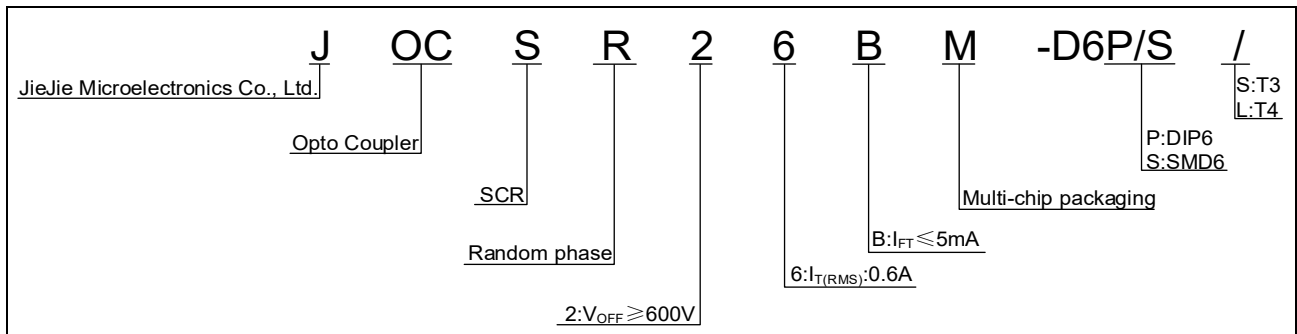 J OC S R 2 6 B M -D6P/S /
JieJie Microelectronics Co., Ltd.
S:T3
L:T4
Opto Coupler
P:DIP6
S:SMD6
SCR
Multi-chip packaging
Random phase
B:IFT≤5mA
6:IT(RMS):0.6A
2:VOFF≥600V